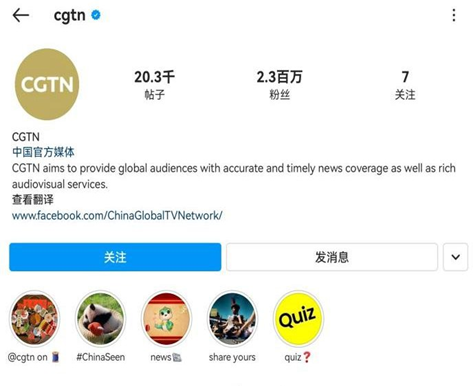 cgtn
CGTN
20.3千
2.3百万
7
帖子
粉丝
关注
CGTN
中国官方媒体
CGTN aims to provide global audiences with accurate and timely news coverage as well as rich
audiovisual services.
查看翻译
www.facebook.com/ChinaGlobalTVNetwork/
关注
发消息
Quiz
@cgtn on
#ChinaSeen
news
share yours
quiz❓